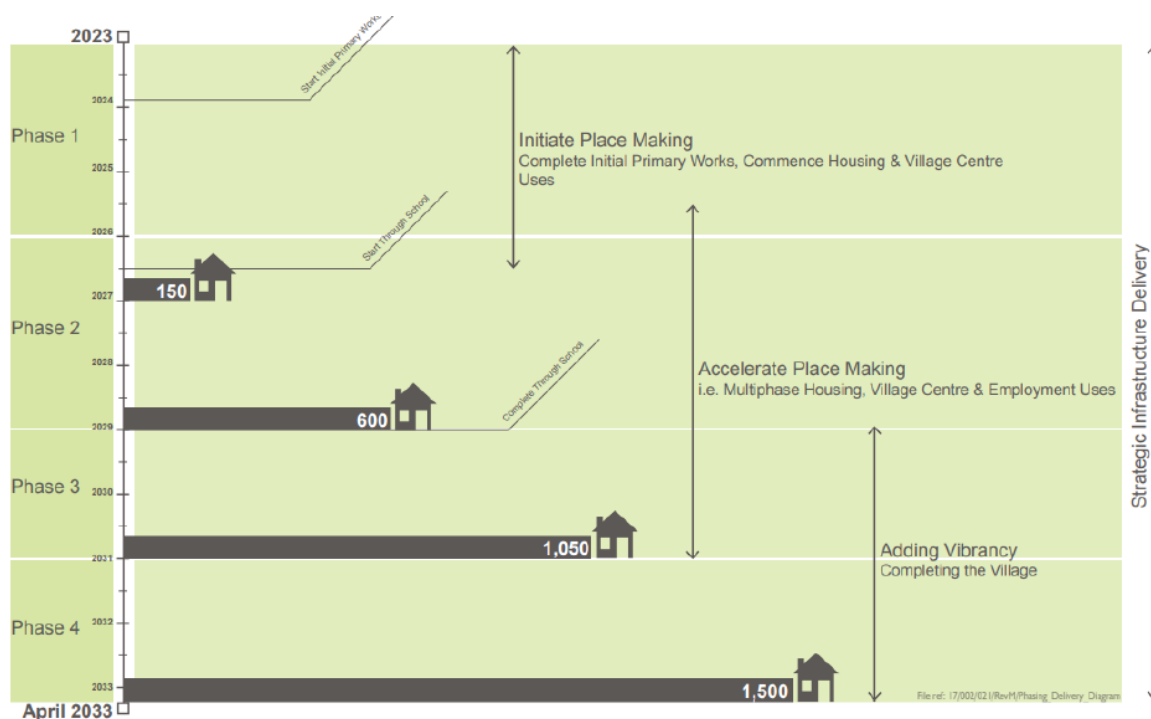 2023
Start Initial Primary Works
2024
Phase 1
Initiate Place Making
Complete Initial Primary Works, Commence Housing & Village Centre
Uses
2025
Start Through School
2026
150
2027
Phase 2
Strategic Infrastructure Delivery
2028
Complete Through School
Accelerate Place Making
i.e. Multiphase Housing, Village Centre & Employment Uses
600
2029
Phase 3
2030
1,050
2031
Adding Vibrancy
Completing the Village
Phase 4
2032
2033
1,500
File ref: 17/002/021/RevM/Phasing_Delivery_Diagram
April 2033